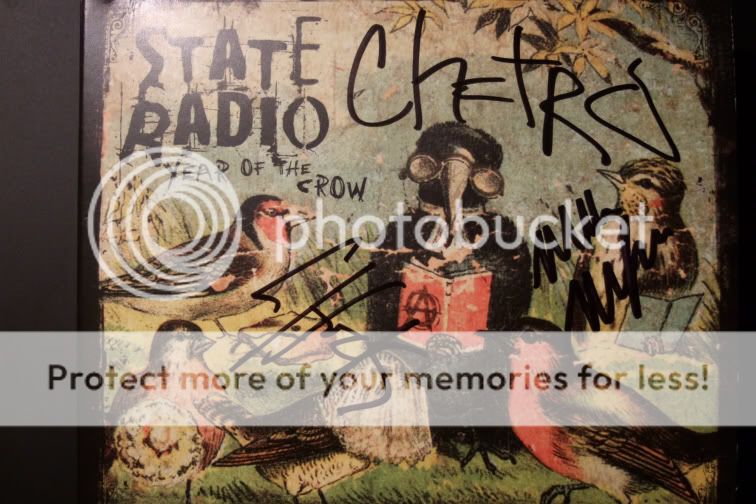 STATE
RADIO
YEAR OF THE
CROW
CHETRO
photobucket
Protect more of your memories for less!